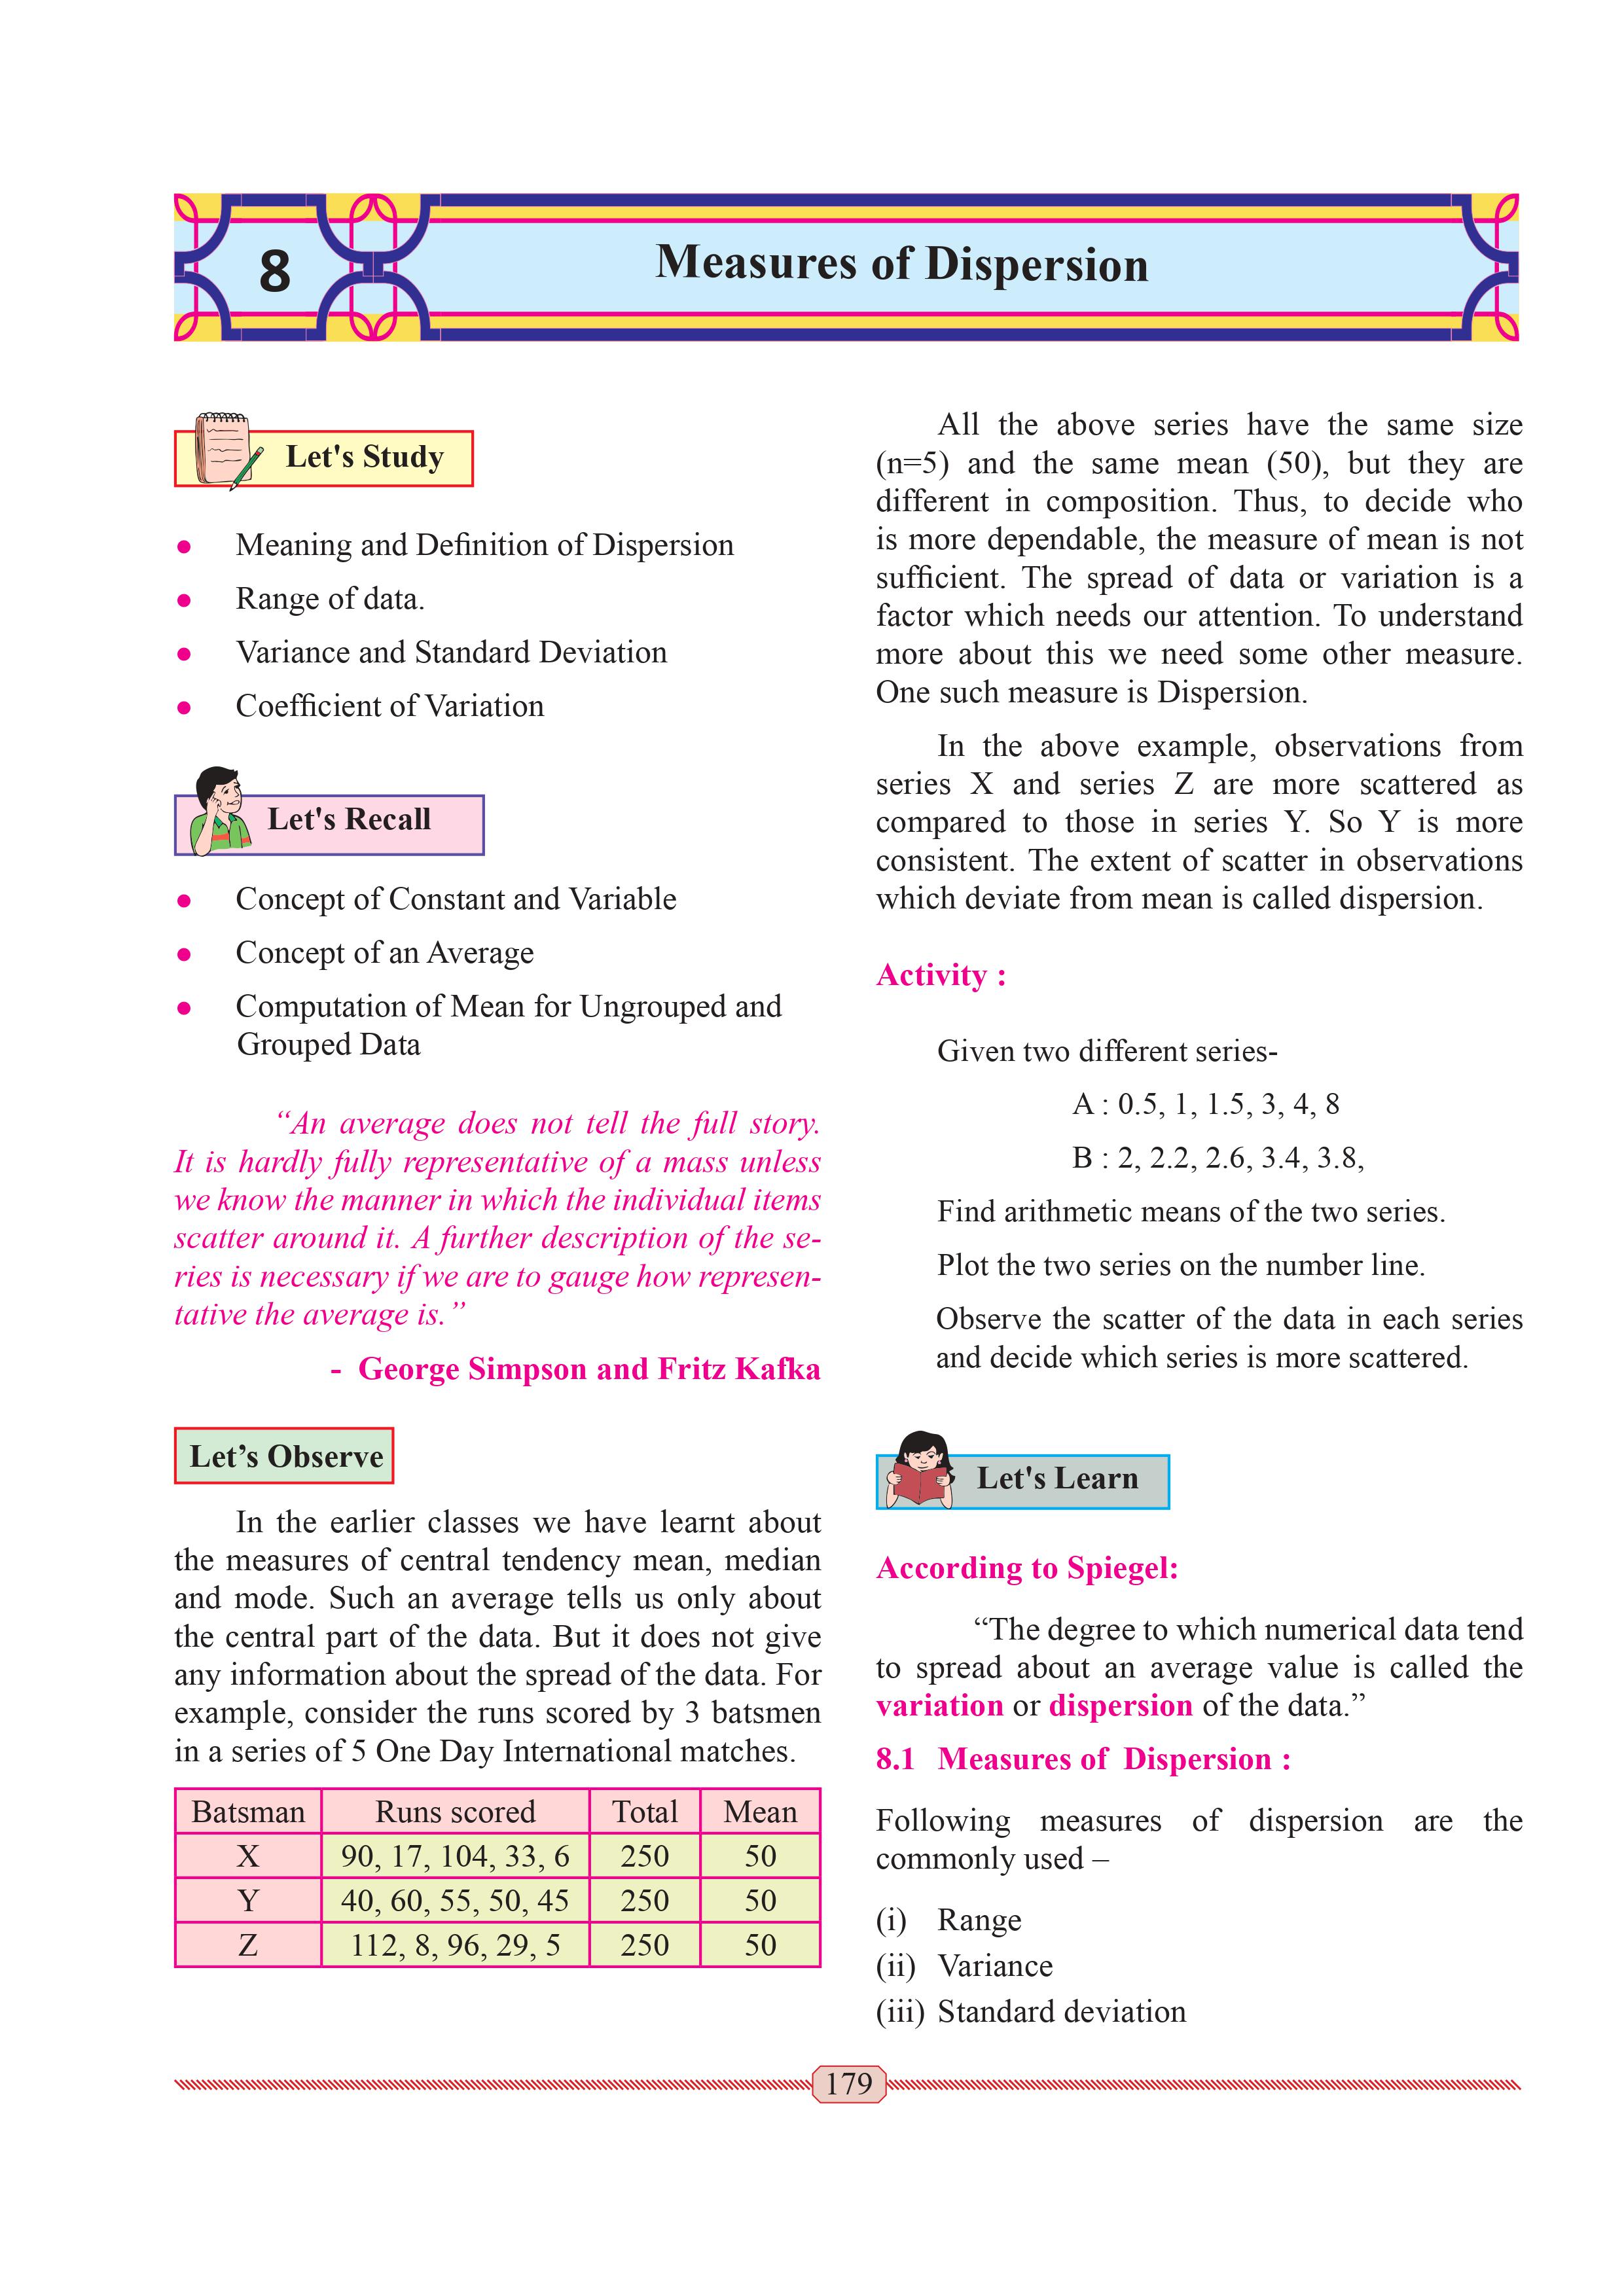 8
Measures of Dispersion
Let's Study
● Meaning and Definition of Dispersion
● Range of data.
● Variance and Standard Deviation
● Coefficient of Variation
Let's Recall
● Concept of Constant and Variable
● Concept of an Average
● Computation of Mean for Ungrouped and
Grouped Data
“An average does not tell the full story.
It is hardly fully representative of a mass unless
we know the manner in which the individual items
scatter around it. A further description of the se-
ries is necessary if we are to gauge how represen-
tative the average is.”
- George Simpson and Fritz Kafka
Let’s Observe
In the earlier classes we have learnt about
the measures of central tendency mean, median
and mode. Such an average tells us only about
the central part of the data. But it does not give
any information about the spread of the data. For
example, consider the runs scored by 3 batsmen
in a series of 5 One Day International matches.
Batsman Runs scored Total Mean
X 90, 17, 104, 33, 6 250 50
Y 40, 60, 55, 50, 45 250 50
Z 112, 8, 96, 29, 5 250 50
All the above series have the same size
(n=5) and the same mean (50), but they are
different in composition. Thus, to decide who
is more dependable, the measure of mean is not
sufficient. The spread of data or variation is a
factor which needs our attention. To understand
more about this we need some other measure.
One such measure is Dispersion.
In the above example, observations from
series X and series Z are more scattered as
compared to those in series Y. So Y is more
consistent. The extent of scatter in observations
which deviate from mean is called dispersion.
Activity :
Given two different series-
A : 0.5, 1, 1.5, 3, 4, 8
B : 2, 2.2, 2.6, 3.4, 3.8,
Find arithmetic means of the two series.
Plot the two series on the number line.
Observe the scatter of the data in each series
and decide which series is more scattered.
Let's Learn
According to Spiegel:
“The degree to which numerical data tend
to spread about an average value is called the
variation or dispersion of the data.”
8.1 Measures of Dispersion :
Following measures of dispersion are the
commonly used –
(i) Range
(ii) Variance
(iii) Standard deviation
179